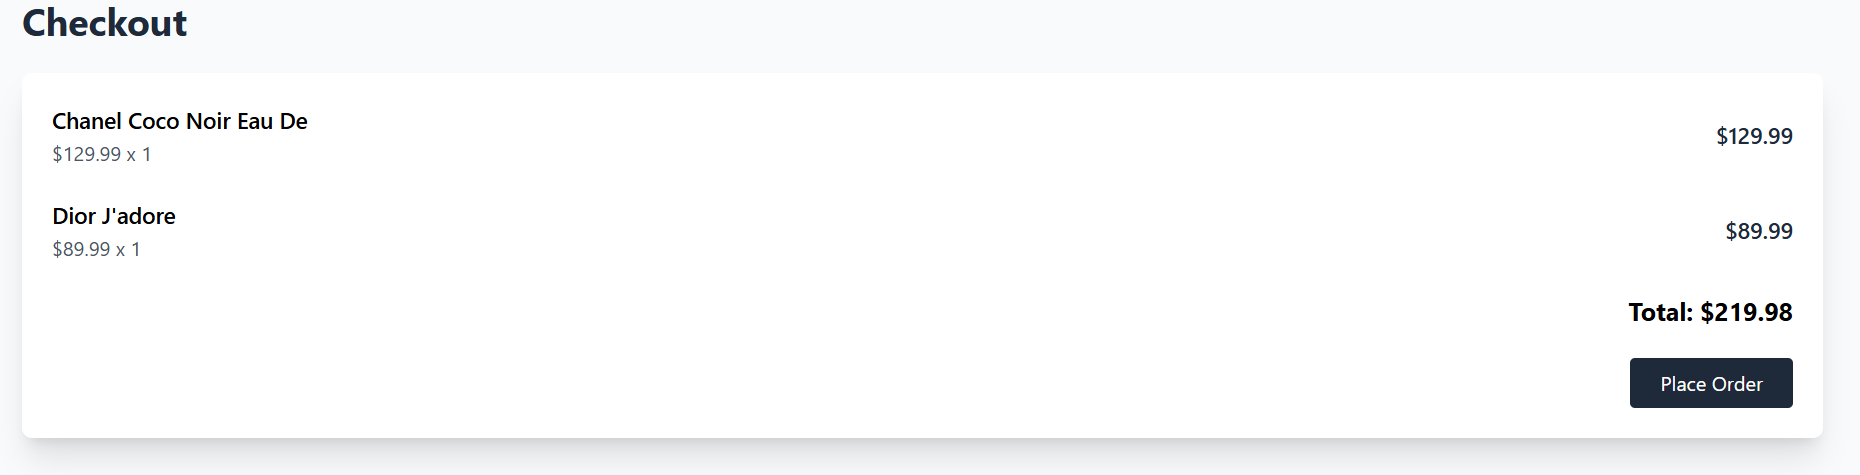 Checkout
Chanel Coco Noir Eau De
$129.99 x 1
$129.99
Dior J'adore
$89.99 x 1
$89.99
Total: $219.98
Place Order